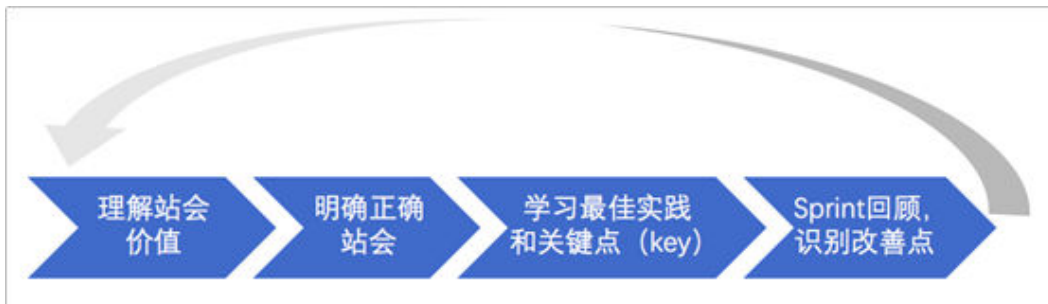 理解站会
价值
明确正确
站会
学习最佳实践
和关键点（key）
Sprint回顾，
识别改善点